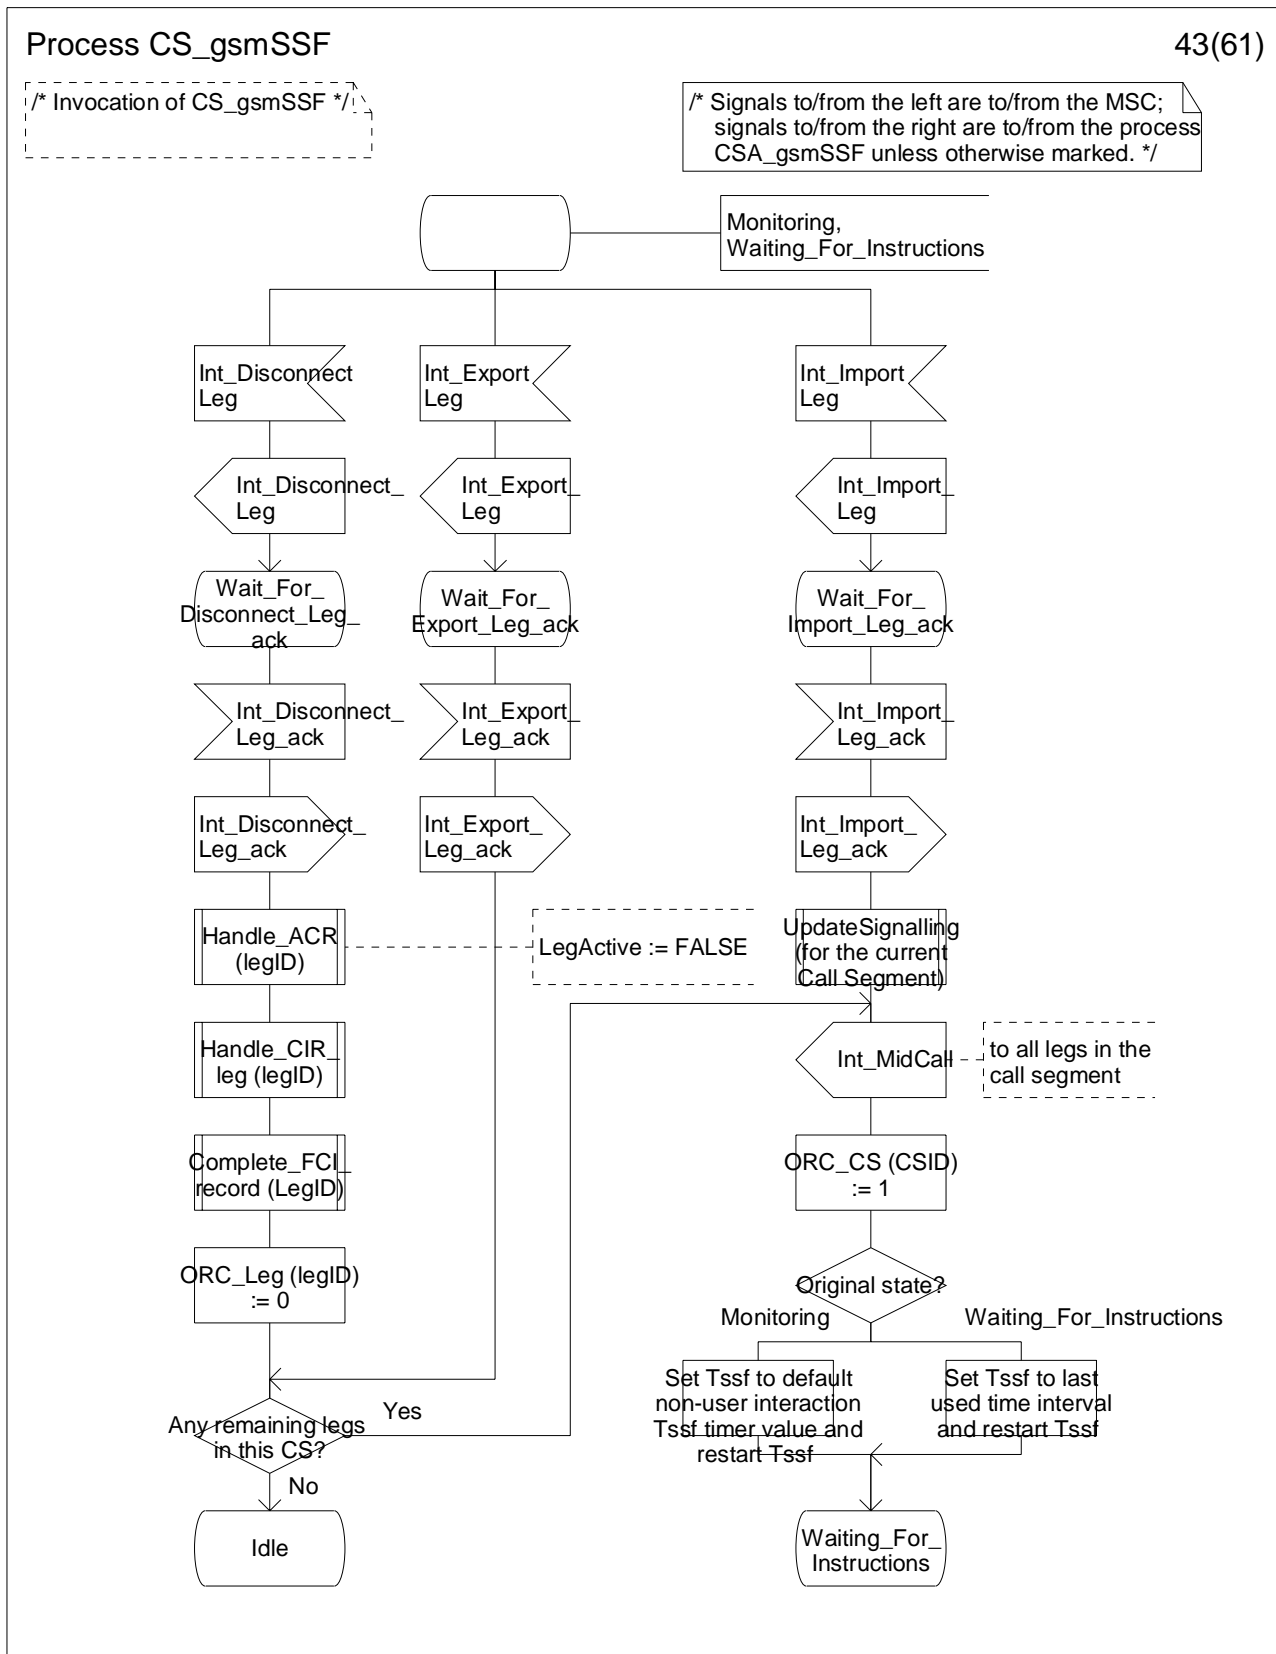 Process CS_gsmSSF
43(61)
/* Invocation of CS_gsmSSF */
/* Signals to/from the left are to/from the MSC;
signals to/from the right are to/from the process
CSA_gsmSSF unless otherwise marked. */
Monitoring,
Waiting_For_Instructions
Int_Disconnect
Leg
Int_Export
Leg
Int_Import
Leg
Int_Disconnect_
Leg
Int_Export_
Leg
Int_Import_
Leg
Wait_For_
Disconnect_Leg_
ack
Wait_For_
Export_Leg_ack
Wait_For_
Import_Leg_ack
Int_Disconnect_
Leg_ack
Int_Export_
Leg_ack
Int_Import_
Leg_ack
Int_Disconnect_
Leg_ack
Int_Export_
Leg_ack
Int_Import_
Leg_ack
Handle_ACR
(legID)
LegActive := FALSE
UpdateSignalling
(for the current
Call Segment)
Handle_CIR_
leg (legID)
Int_MidCall
to all legs in the
call segment
Complete_FCI_
record (LegID)
ORC_CS (CSID)
:= 1
ORC_Leg (legID)
:= 0
Original state?
Monitoring
Waiting_For_Instructions
Set Tssf to default
non-user interaction
Tssf timer value and
restart Tssf
Set Tssf to last
used time interval
and restart Tssf
Any remaining legs
in this CS?
Yes
No
Idle
Waiting_For_
Instructions